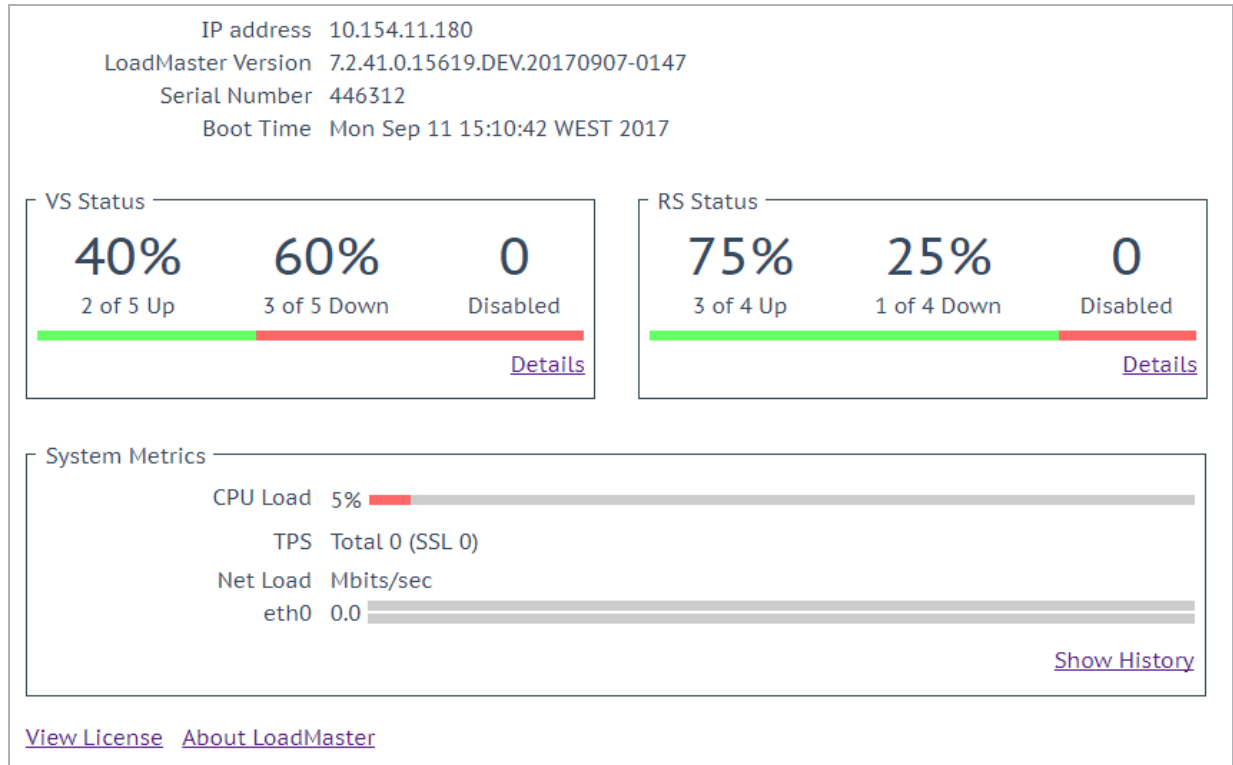 IP address 10.154.11.180
LoadMaster Version 7.2.41.0.15619.DEV.20170907-0147
Serial Number 446312
Boot Time Mon Sep 11 15:10:42 WEST 2017
VS Status
40% 60% 0
2 of 5 Up 3 of 5 Down Disabled
Details
RS Status
75% 25% 0
3 of 4 Up 1 of 4 Down Disabled
Details
System Metrics
CPU Load 5%
TPS Total 0 (SSL 0)
Net Load Mbits/sec
eth0 0.0
Show History
View License About LoadMaster